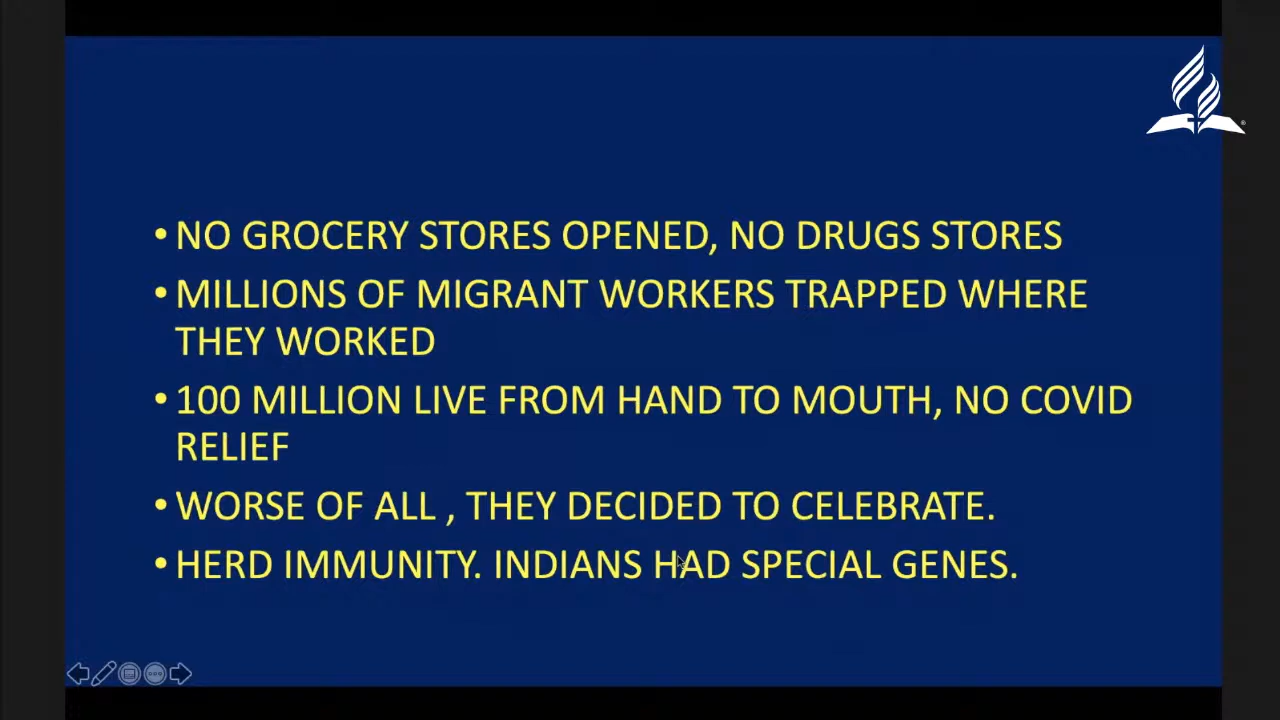 • NO GROCERY STORES OPENED, NO DRUGS STORES
• MILLIONS OF MIGRANT WORKERS TRAPPED WHERE
THEY WORKED
• 100 MILLION LIVE FROM HAND TO MOUTH, NO COVID
RELIEF
• WORSE OF ALL , THEY DECIDED TO CELEBRATE.
• HERD IMMUNITY. INDIANS HAD SPECIAL GENES.